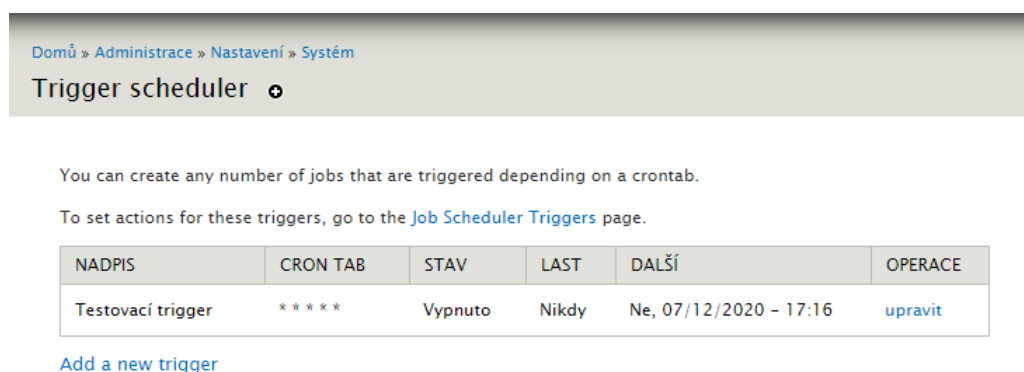 Domů » Administrace » Nastavení » Systém
Trigger scheduler
You can create any number of jobs that are triggered depending on a crontab.
To set actions for these triggers, go to the Job Scheduler Triggers page.
NADPIS CRON TAB STAV LAST DALŠÍ OPERACE
Testovací trigger * * * * * Vypnuto Nikdy Ne, 07/12/2020 - 17:16 upravit
Add a new trigger